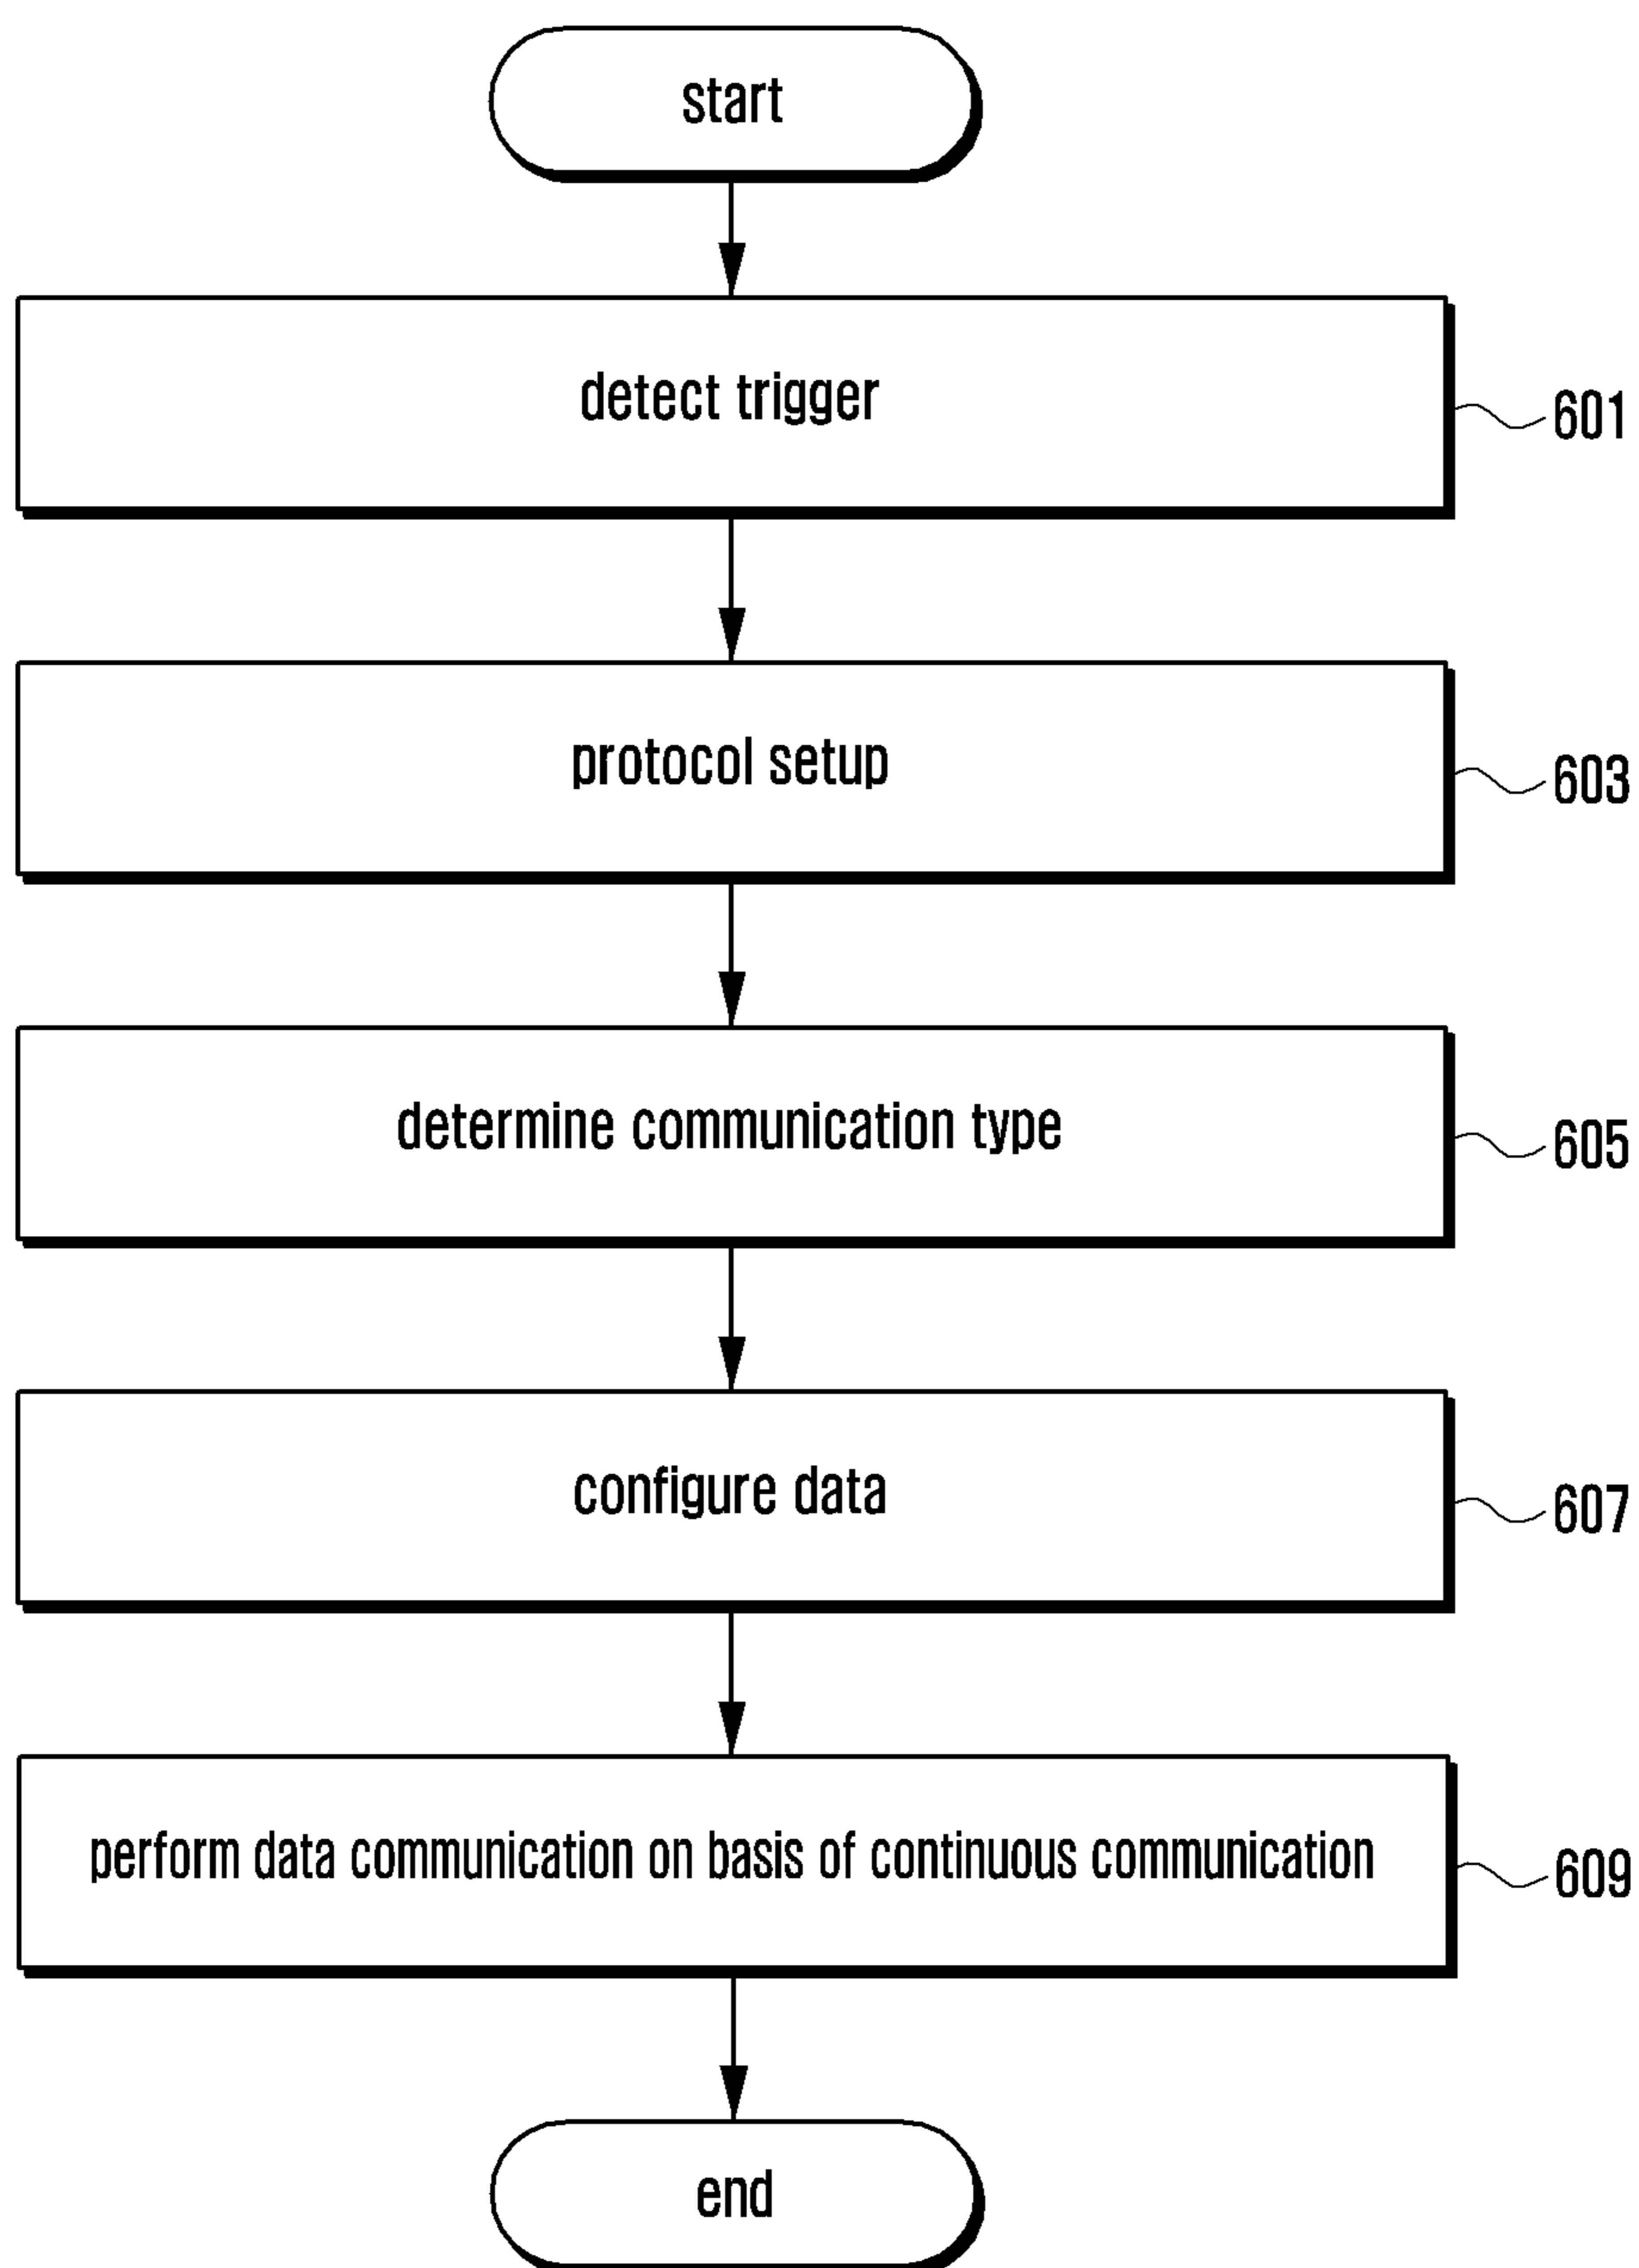 start
detect trigger
601
protocol setup
603
determine communication type
605
configure data
607
perform data communication on basis of continuous communication
609
end